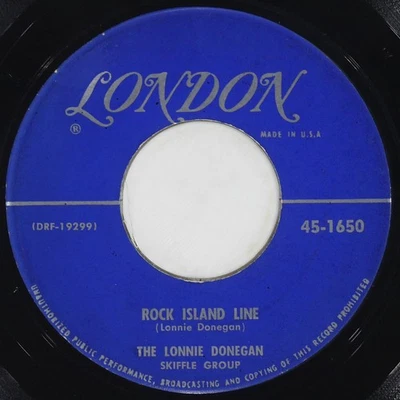 LONDON
®
MADE IN U.S.A
(DRF-19299)
45-1650
ROCK ISLAND LINE
(Lonnie Donegan)
THE LONNIE DONEGAN
SKIFFLE GROUP
UNAUTHORIZED PUBLIC PERFORMANCE, BROADCASTING AND COPYING OF THIS RECORD PROHIBITED